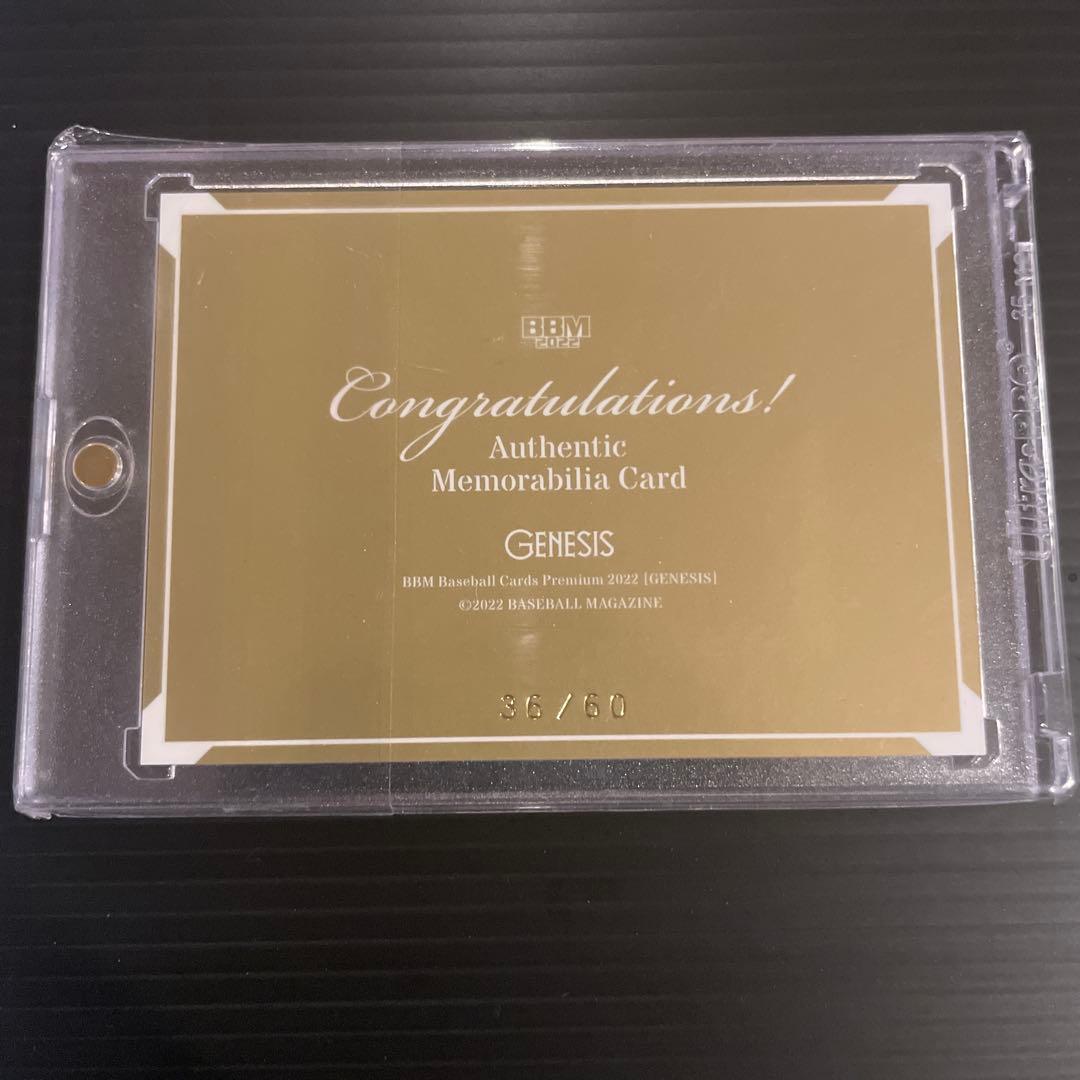 BBM
2022
Congratulations!
Authentic
Memorabilia Card
GENESIS
BBM Baseball Cards Premium 2022 [GENESIS]
©2022 BASEBALL MAGAZINE
36/60